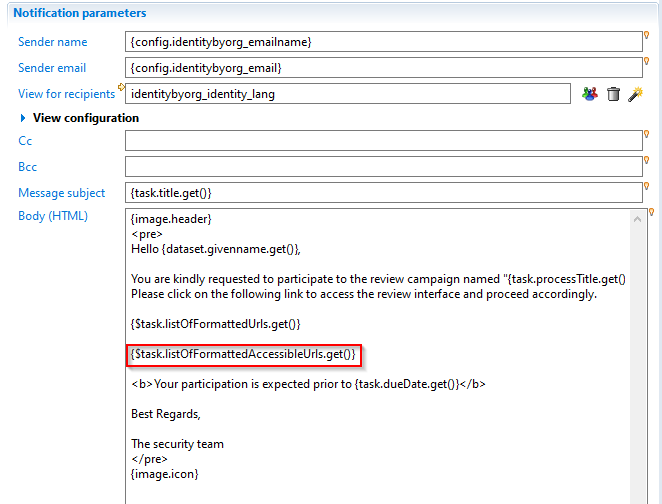 Notification parameters
Sender name {config.identitybyorg_emailname}
Sender email {config.identitybyorg_email}
View for recipients identitybyorg_identity_lang
View configuration
Cc
Bcc
Message subject {task.title.get()}
Body (HTML) {image.header}
<pre>
Hello {dataset.givenname.get()},
You are kindly requested to participate to the review campaign named "{task.processTitle.get()
Please click on the following link to access the review interface and proceed accordingly.
{$task.listOfFormattedUrls.get()}
{$task.listOfFormattedAccessibleUrls.get()}
<b>Your participation is expected prior to {task.dueDate.get()}</b>
Best Regards,
The security team
</pre>
{image.icon}